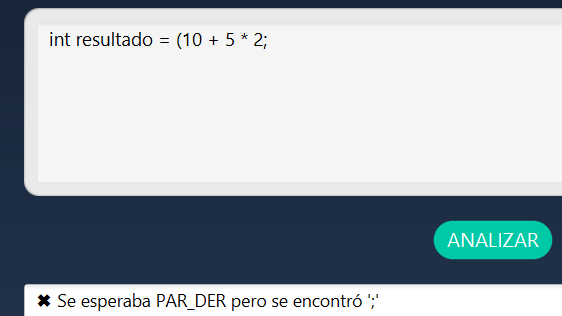 int resultado = (10 + 5 * 2;
ANALIZAR
✖ Se esperaba PAR_DER pero se encontró ';'